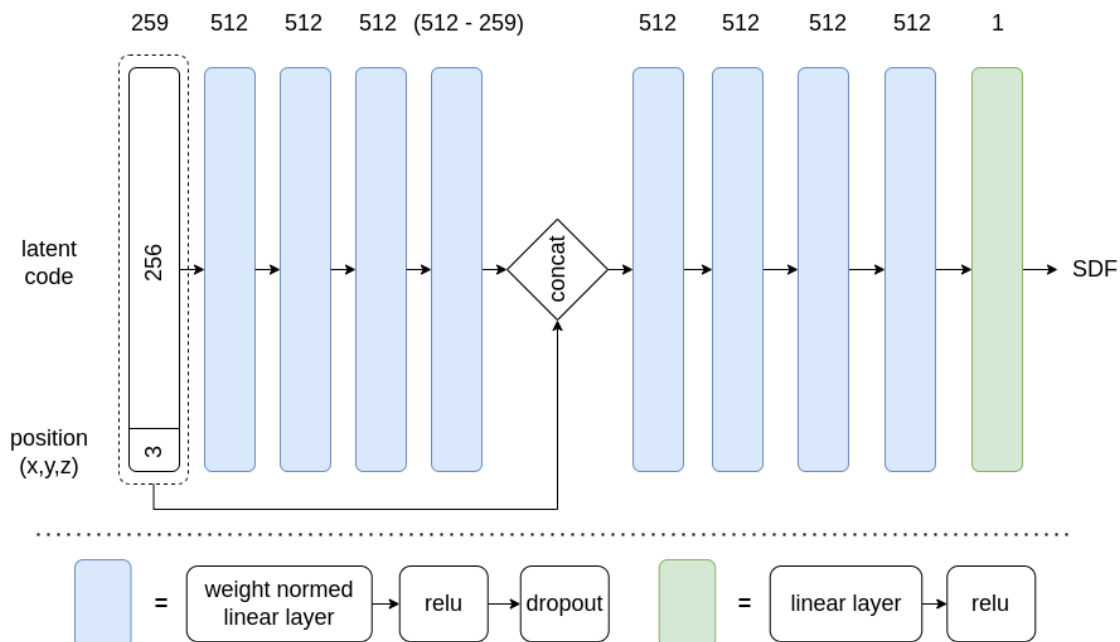 259 512 512 512 (512 - 259) 512 512 512 512 1
latent
code
256
concat
SDF
position
(x,y,z)
3
= weight normed
linear layer
relu
dropout
= linear layer
relu